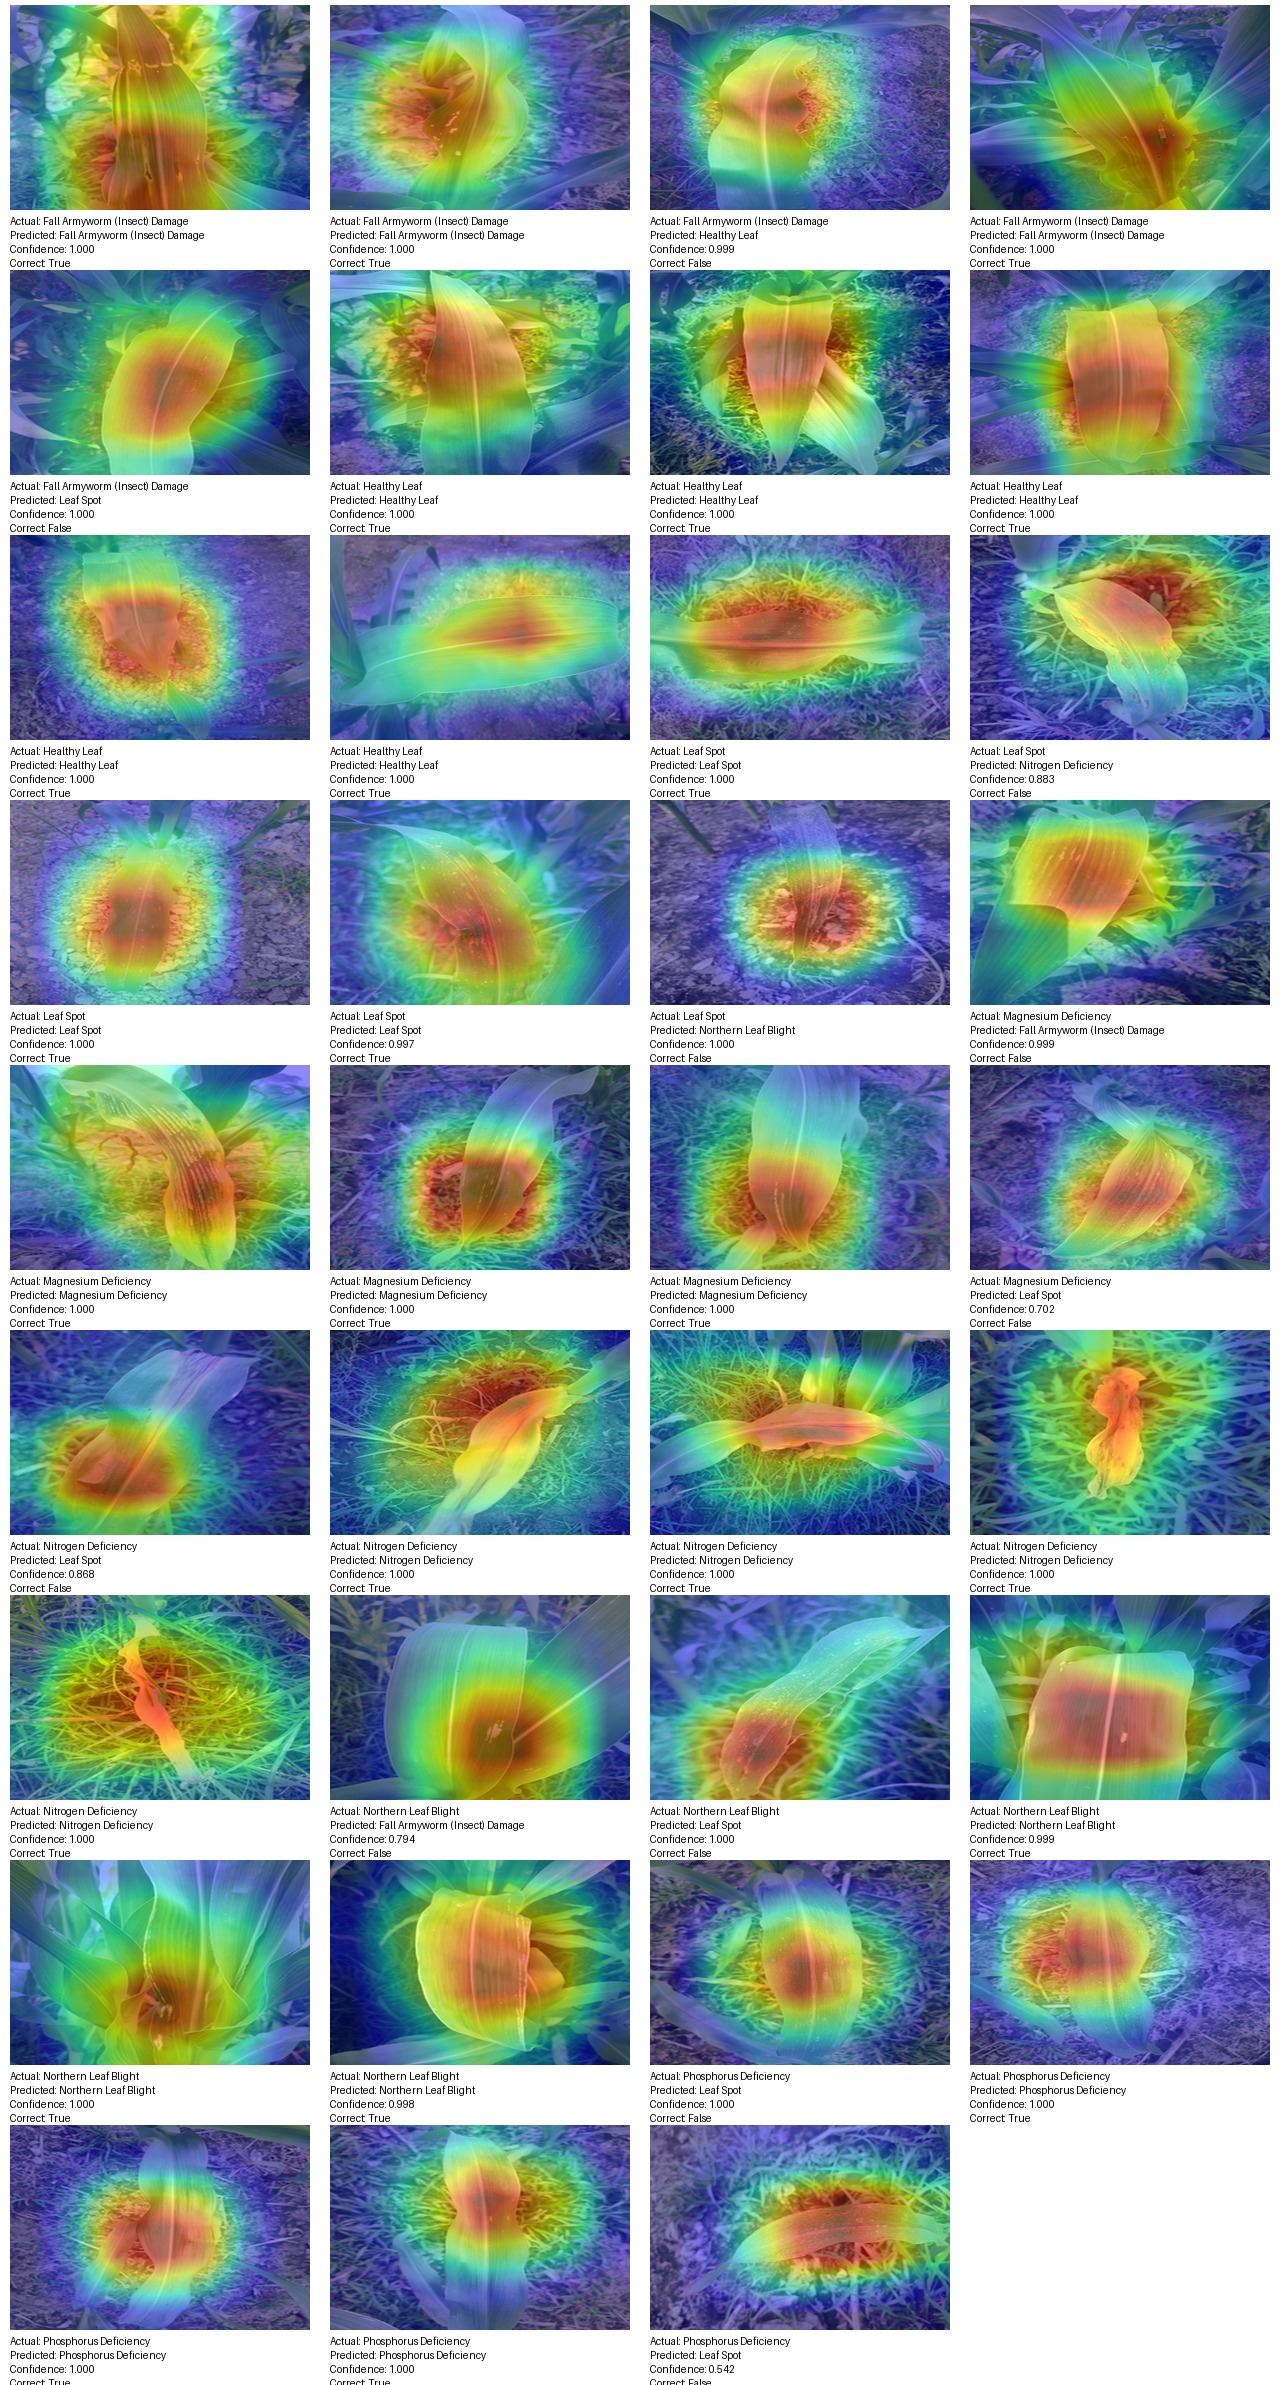 Actual: Fall Armyworm (Insect) Damage
Predicted: Fall Armyworm (Insect) Damage
Confidence: 1.000
Correct: True
Actual: Fall Armyworm (Insect) Damage
Predicted: Fall Armyworm (Insect) Damage
Confidence: 1.000
Correct: True
Actual: Fall Armyworm (Insect) Damage
Predicted: Healthy Leaf
Confidence: 0.999
Correct: False
Actual: Fall Armyworm (Insect) Damage
Predicted: Fall Armyworm (Insect) Damage
Confidence: 1.000
Correct: True
Actual: Fall Armyworm (Insect) Damage
Predicted: Leaf Spot
Confidence: 1.000
Correct: False
Actual: Healthy Leaf
Predicted: Healthy Leaf
Confidence: 1.000
Correct: True
Actual: Healthy Leaf
Predicted: Healthy Leaf
Confidence: 1.000
Correct: True
Actual: Healthy Leaf
Predicted: Healthy Leaf
Confidence: 1.000
Correct: True
Actual: Healthy Leaf
Predicted: Healthy Leaf
Confidence: 1.000
Correct: True
Actual: Healthy Leaf
Predicted: Healthy Leaf
Confidence: 1.000
Correct: True
Actual: Leaf Spot
Predicted: Leaf Spot
Confidence: 1.000
Correct: True
Actual: Leaf Spot
Predicted: Nitrogen Deficiency
Confidence: 0.883
Correct: False
Actual: Leaf Spot
Predicted: Leaf Spot
Confidence: 1.000
Correct: True
Actual: Leaf Spot
Predicted: Leaf Spot
Confidence: 0.997
Correct: True
Actual: Leaf Spot
Predicted: Northern Leaf Blight
Confidence: 1.000
Correct: False
Actual: Magnesium Deficiency
Predicted: Fall Armyworm (Insect) Damage
Confidence: 0.999
Correct: False
Actual: Magnesium Deficiency
Predicted: Magnesium Deficiency
Confidence: 1.000
Correct: True
Actual: Magnesium Deficiency
Predicted: Magnesium Deficiency
Confidence: 1.000
Correct: True
Actual: Magnesium Deficiency
Predicted: Magnesium Deficiency
Confidence: 1.000
Correct: True
Actual: Magnesium Deficiency
Predicted: Leaf Spot
Confidence: 0.702
Correct: False
Actual: Nitrogen Deficiency
Predicted: Leaf Spot
Confidence: 0.868
Correct: False
Actual: Nitrogen Deficiency
Predicted: Nitrogen Deficiency
Confidence: 1.000
Correct: True
Actual: Nitrogen Deficiency
Predicted: Nitrogen Deficiency
Confidence: 1.000
Correct: True
Actual: Nitrogen Deficiency
Predicted: Nitrogen Deficiency
Confidence: 1.000
Correct: True
Actual: Nitrogen Deficiency
Predicted: Nitrogen Deficiency
Confidence: 1.000
Correct: True
Actual: Northern Leaf Blight
Predicted: Fall Armyworm (Insect) Damage
Confidence: 0.794
Correct: False
Actual: Northern Leaf Blight
Predicted: Leaf Spot
Confidence: 1.000
Correct: False
Actual: Northern Leaf Blight
Predicted: Northern Leaf Blight
Confidence: 0.999
Correct: True
Actual: Northern Leaf Blight
Predicted: Northern Leaf Blight
Confidence: 1.000
Correct: True
Actual: Northern Leaf Blight
Predicted: Northern Leaf Blight
Confidence: 0.998
Correct: True
Actual: Phosphorus Deficiency
Predicted: Leaf Spot
Confidence: 1.000
Correct: False
Actual: Phosphorus Deficiency
Predicted: Phosphorus Deficiency
Confidence: 1.000
Correct: True
Actual: Phosphorus Deficiency
Predicted: Phosphorus Deficiency
Confidence: 1.000
Correct: True
Actual: Phosphorus Deficiency
Predicted: Phosphorus Deficiency
Confidence: 1.000
Correct: True
Actual: Phosphorus Deficiency
Predicted: Leaf Spot
Confidence: 0.542
Correct: False